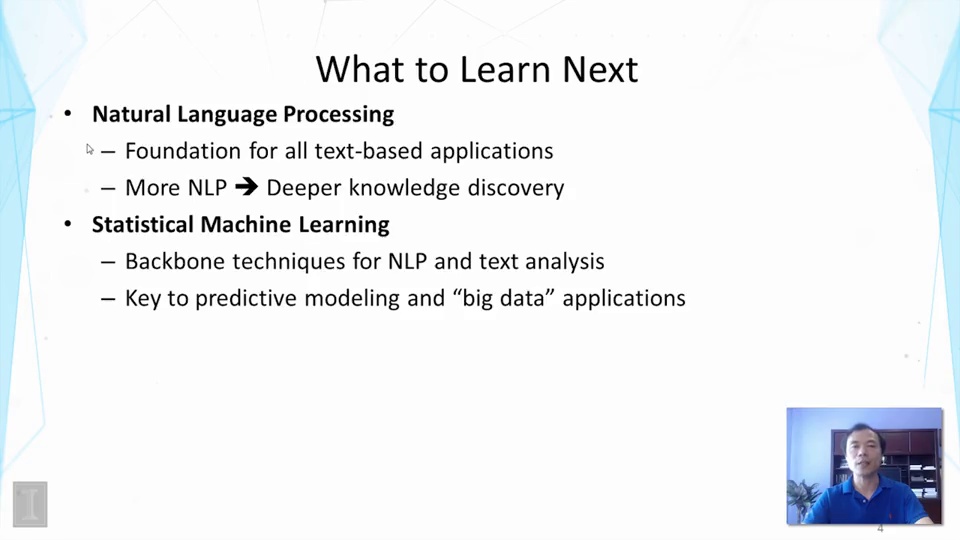 What to Learn Next
• Natural Language Processing
– Foundation for all text-based applications
– More NLP ➔ Deeper knowledge discovery
• Statistical Machine Learning
– Backbone techniques for NLP and text analysis
– Key to predictive modeling and “big data” applications
I
4